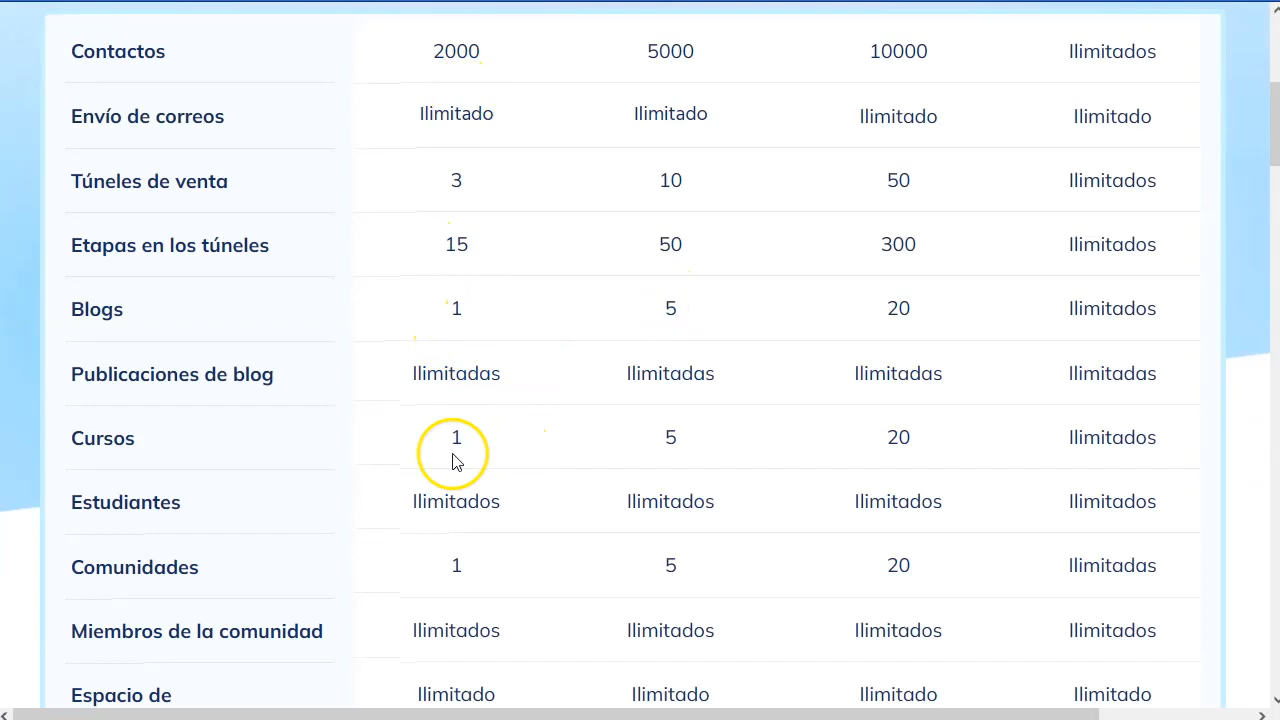 Contactos 2000 5000 10000 Ilimitados
Envío de correos Ilimitado Ilimitado Ilimitado Ilimitado
Túneles de venta 3 10 50 Ilimitados
Etapas en los túneles 15 50 300 Ilimitados
Blogs 1 5 20 Ilimitados
Publicaciones de blog Ilimitadas Ilimitadas Ilimitadas Ilimitadas
Cursos 1 5 20 Ilimitados
Estudiantes Ilimitados Ilimitados Ilimitados Ilimitados
Comunidades 1 5 20 Ilimitadas
Miembros de la comunidad Ilimitados Ilimitados Ilimitados Ilimitados
Espacio de Ilimitado Ilimitado Ilimitado Ilimitado